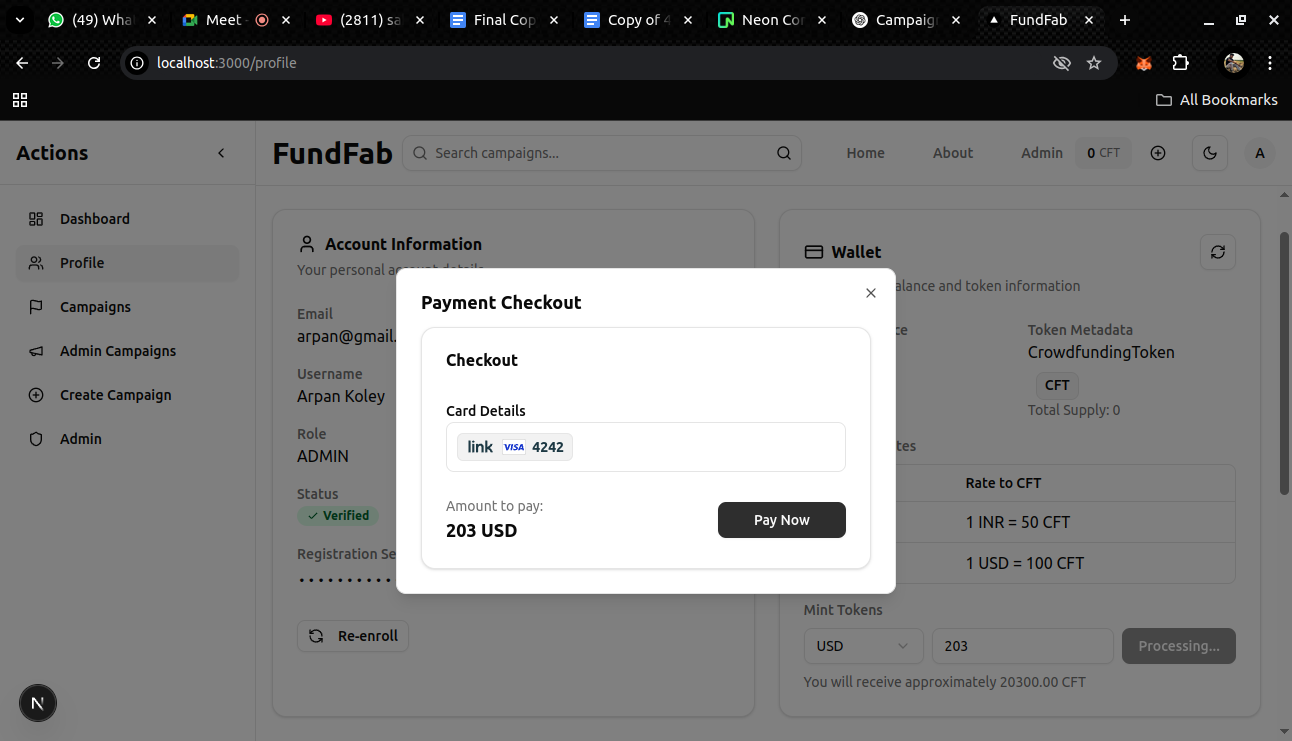 (49) Wha
Meet -
(2811) sa
Final Cop
Copy of 4
Neon Co
Campaig
FundFab
localhost:3000/profile
All Bookmarks
Actions
FundFab
Search campaigns...
Home
About
Admin
0 CFT
A
Dashboard
Profile
Campaigns
Admin Campaigns
Create Campaign
Admin
Account Information
Your personal account details
Email
arpan@gmail.
Username
Arpan Koley
Role
ADMIN
Status
Verified
Registration Se
••••••••••
Re-enroll
Payment Checkout
Checkout
Card Details
link VISA 4242
Amount to pay:
203 USD
Pay Now
Wallet
alance and token information
ce
Token Metadata
CrowdfundingToken
CFT
Total Supply: 0
tes
Rate to CFT
1 INR = 50 CFT
1 USD = 100 CFT
Mint Tokens
USD
203
Processing...
You will receive approximately 20300.00 CFT
N